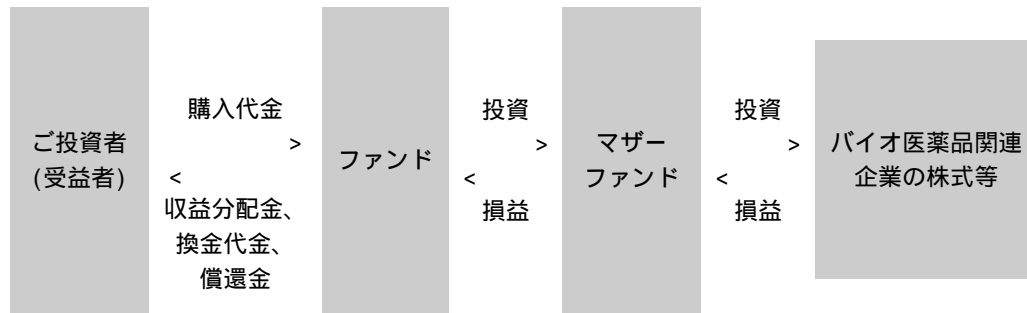 ご投資者
(受益者)
購入代金
>
<
収益分配金、
換金代金、
償還金
ファンド
投資
>
<
損益
マザー
ファンド
投資
>
<
損益
バイオ医薬品関連
企業の株式等